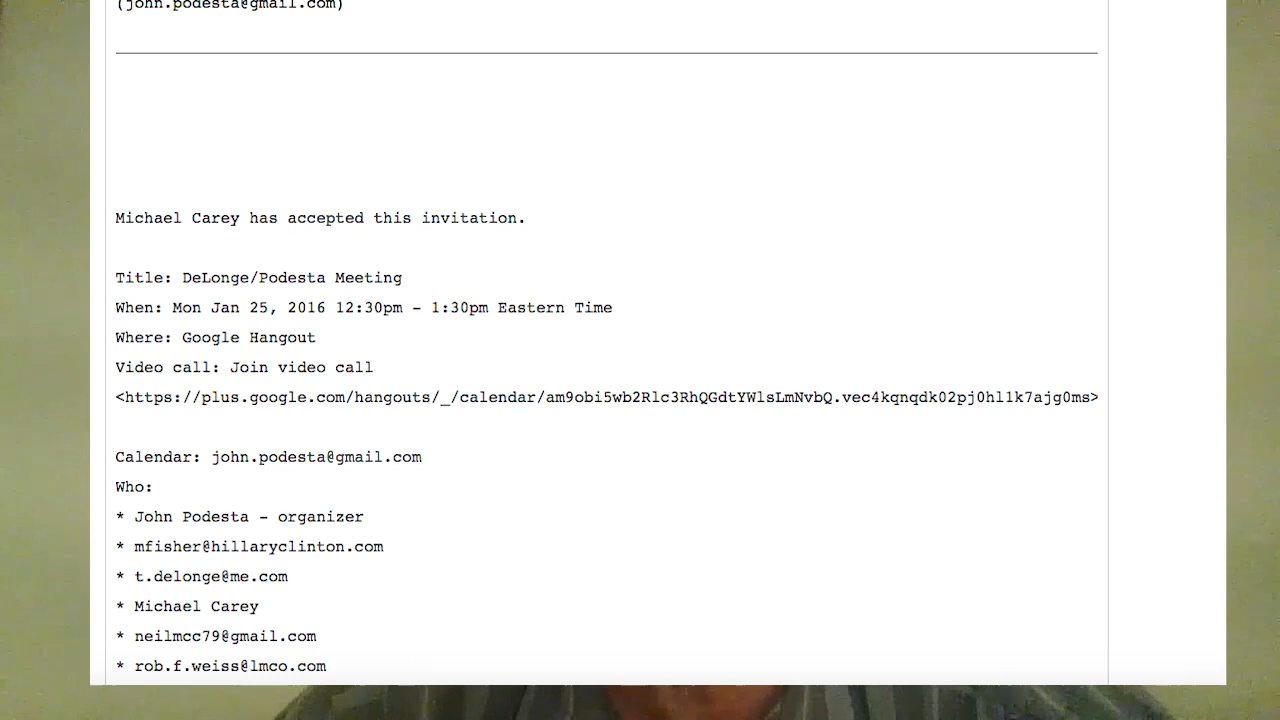 (john.podesta@gmail.com)
Michael Carey has accepted this invitation.
Title: DeLonge/Podesta Meeting
When: Mon Jan 25, 2016 12:30pm – 1:30pm Eastern Time
Where: Google Hangout
Video call: Join video call
<https://plus.google.com/hangouts/_/calendar/am9obi5wb2Rlc3RhQGdtYWlsLmNvbQ.vec4kqnqdk02pj0hl1k7ajg0ms>
Calendar: john.podesta@gmail.com
Who:
* John Podesta – organizer
* mfisher@hillaryclinton.com
* t.delonge@me.com
* Michael Carey
* neilmcc79@gmail.com
* rob.f.weiss@lmco.com